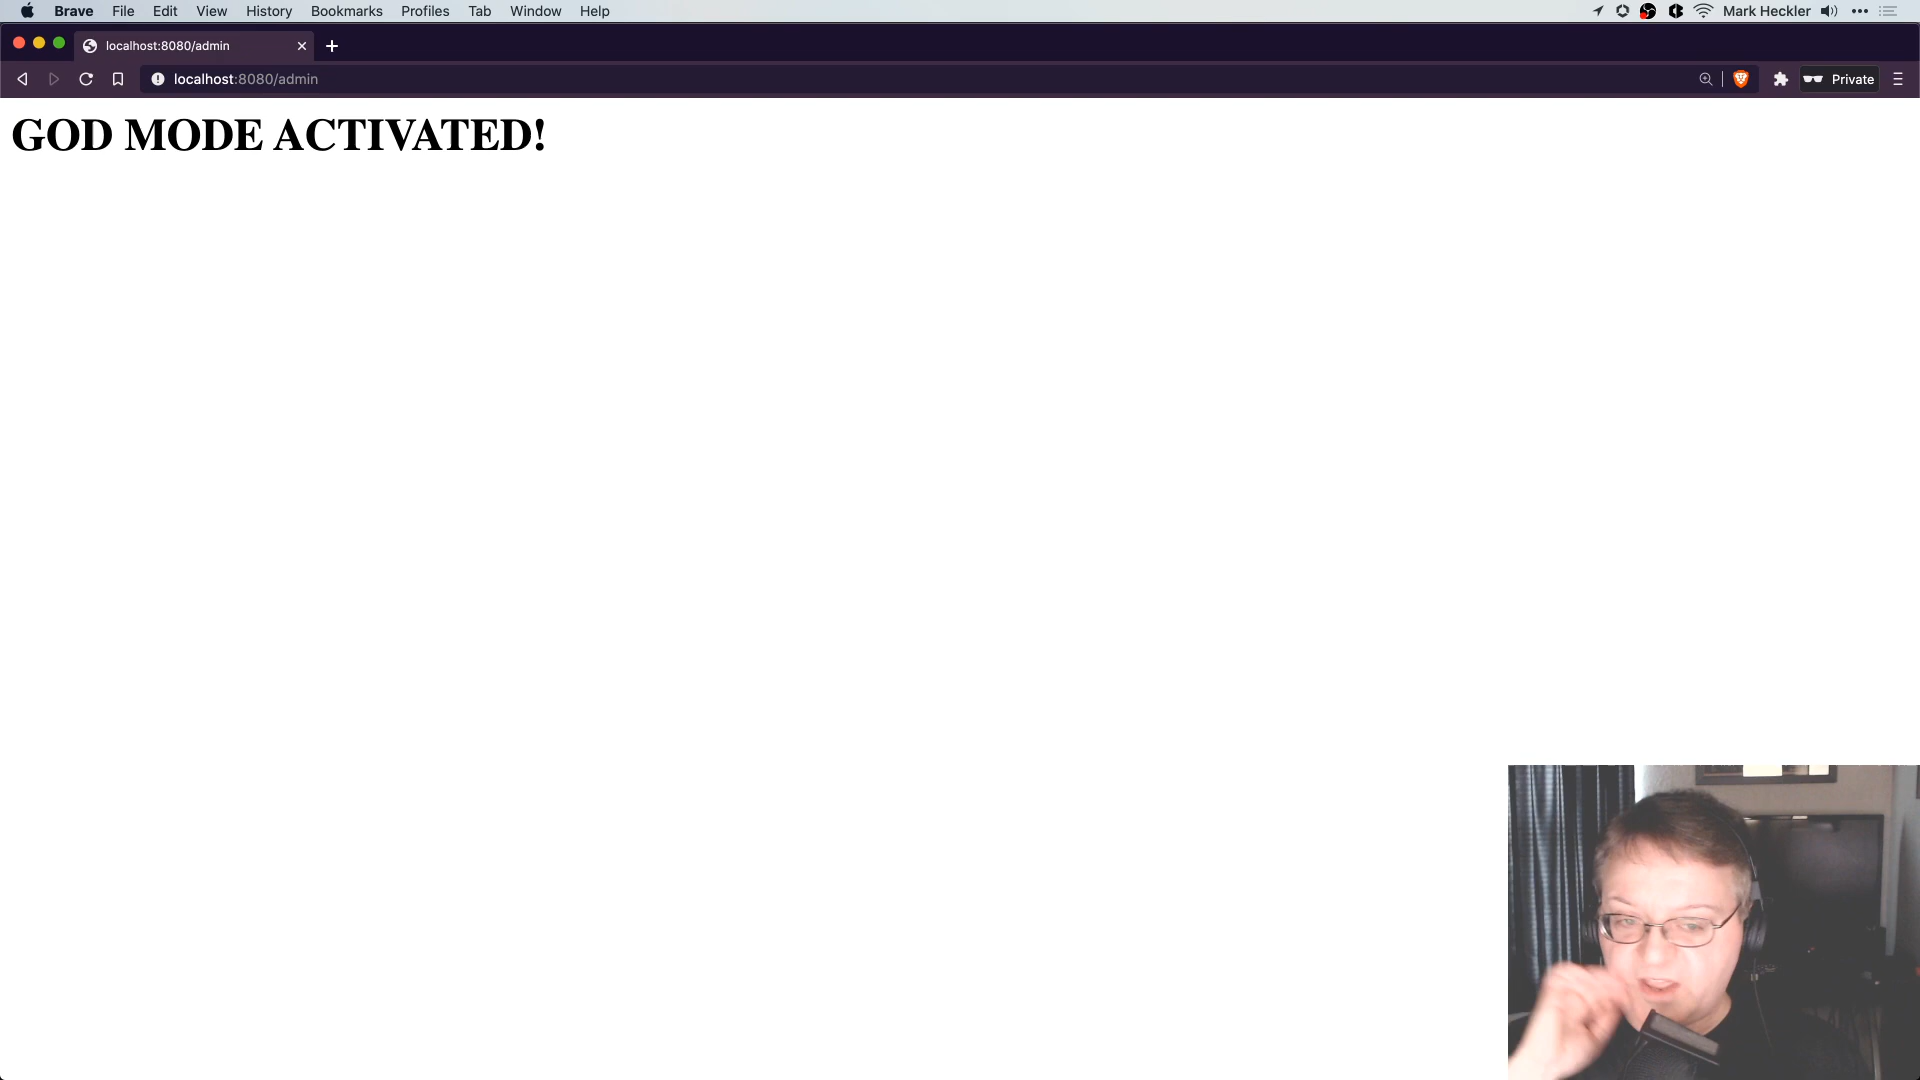 Brave File Edit View History Bookmarks Profiles Tab Window Help Mark Heckler
localhost:8080/admin
localhost:8080/admin Private
GOD MODE ACTIVATED!